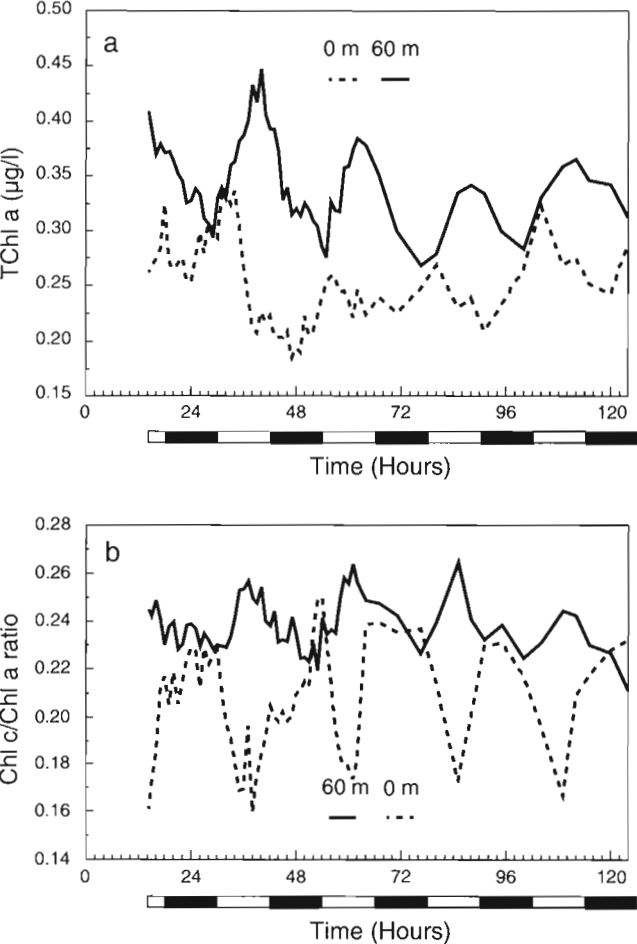 0.50
a
0 m 60 m
0.45
0.40
0.35
0.30
0.25
0.20
0.15
TChl a (µg/l)
0 24 48 72 96 120
Time (Hours)
0.28
b
0.26
0.24
0.22
0.20
0.18
0.16
0.14
Chl c/Chl a ratio
60 m 0 m
0 24 48 72 96 120
Time (Hours)